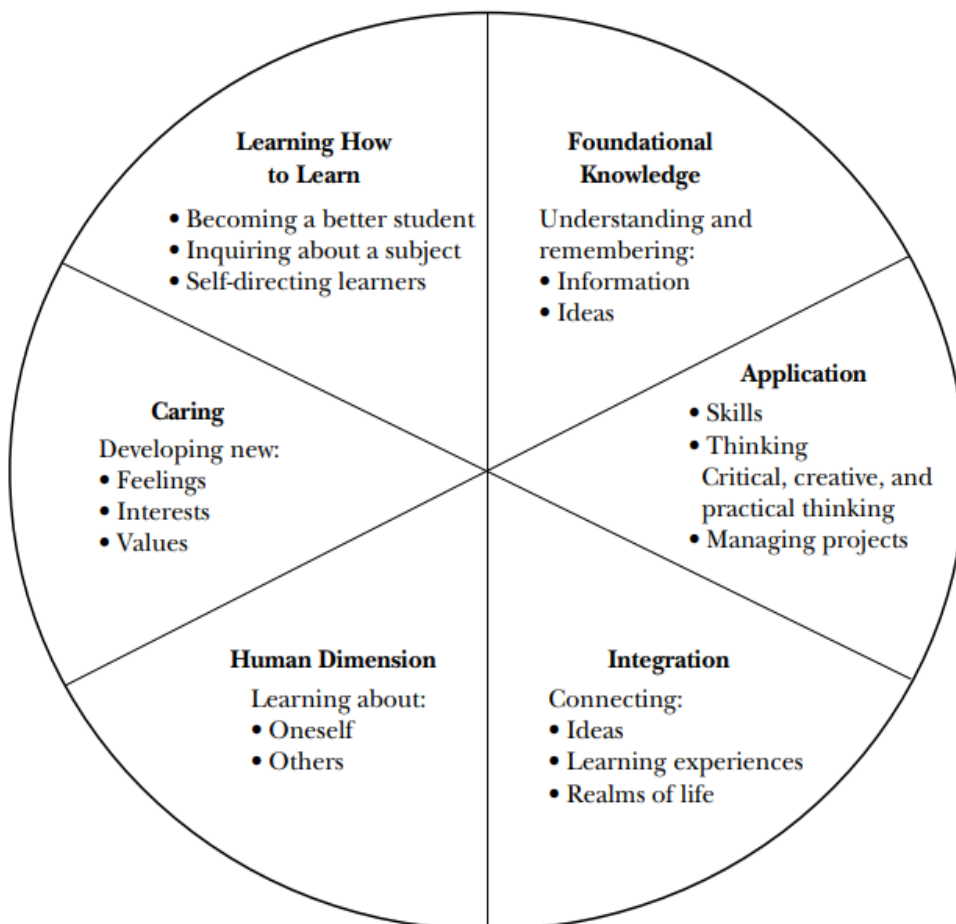 Learning How
to Learn
• Becoming a better student
• Inquiring about a subject
• Self-directing learners
Foundational
Knowledge
Understanding and
remembering:
• Information
• Ideas
Application
• Skills
• Thinking
Critical, creative, and
practical thinking
• Managing projects
Caring
Developing new:
• Feelings
• Interests
• Values
Human Dimension
Learning about:
• Oneself
• Others
Integration
Connecting:
• Ideas
• Learning experiences
• Realms of life